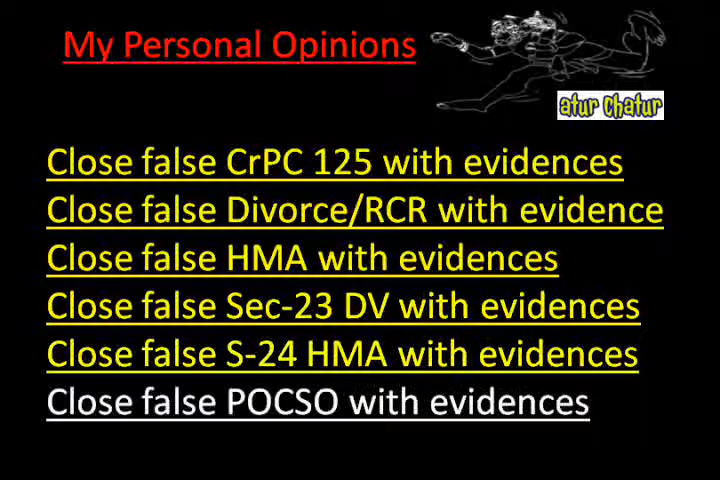 My Personal Opinions
atur Chatur
Close false CrPC 125 with evidences
Close false Divorce/RCR with evidence
Close false HMA with evidences
Close false Sec-23 DV with evidences
Close false S-24 HMA with evidences
Close false POCSO with evidences